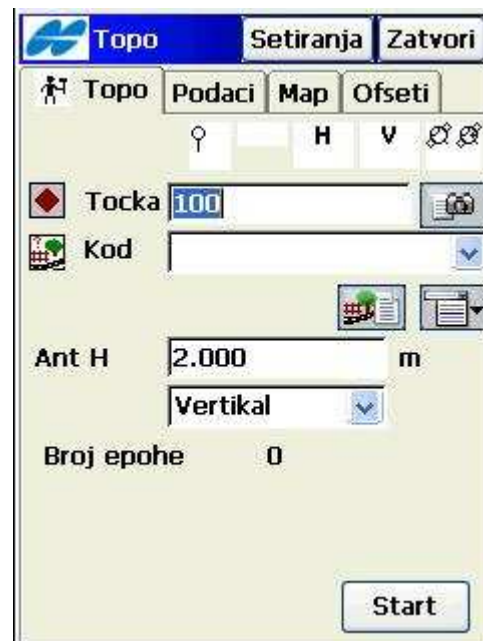 Topo Setiranja Zatvori
Topo Podaci Map Ofseti
H V
Tocka 100
Kod
Ant H 2.000 m
Vertikal
Broj epohe 0
Start